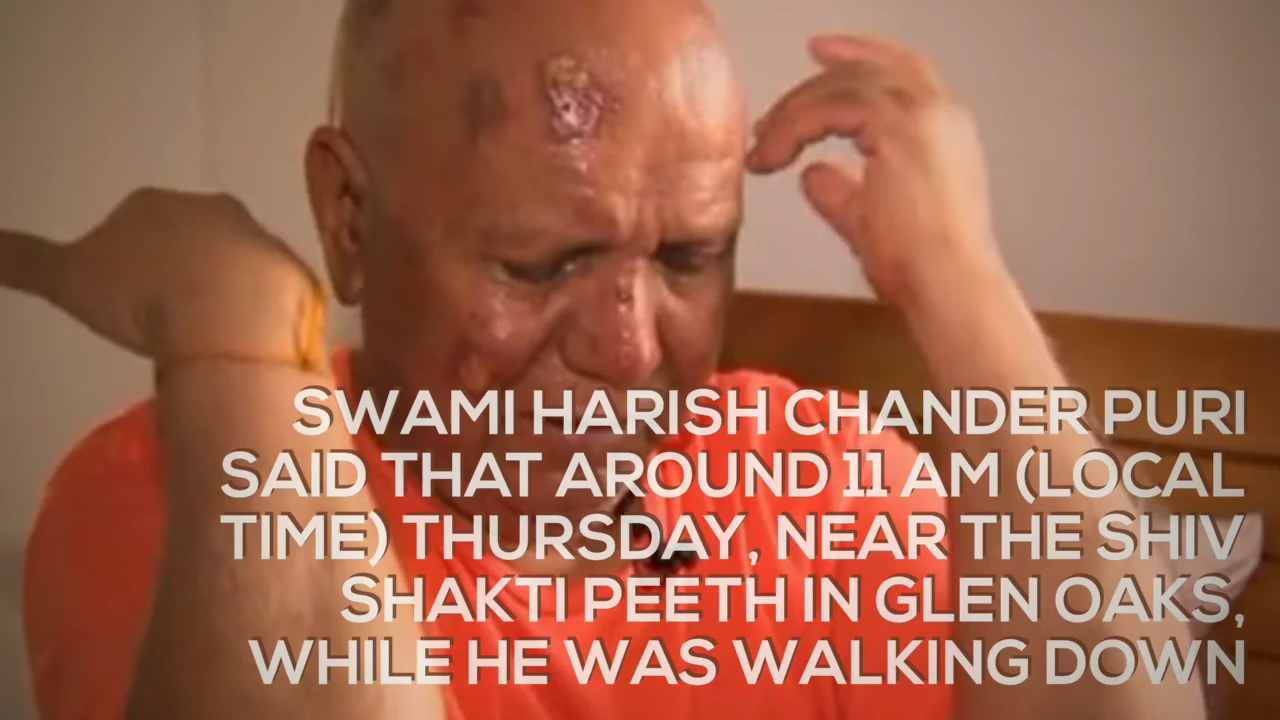 SWAMI HARISH CHANDER PURI
SAID THAT AROUND 11 AM (LOCAL
TIME) THURSDAY, NEAR THE SHIV
SHAKTI PEETH IN GLEN OAKS,
WHILE HE WAS WALKING DOWN